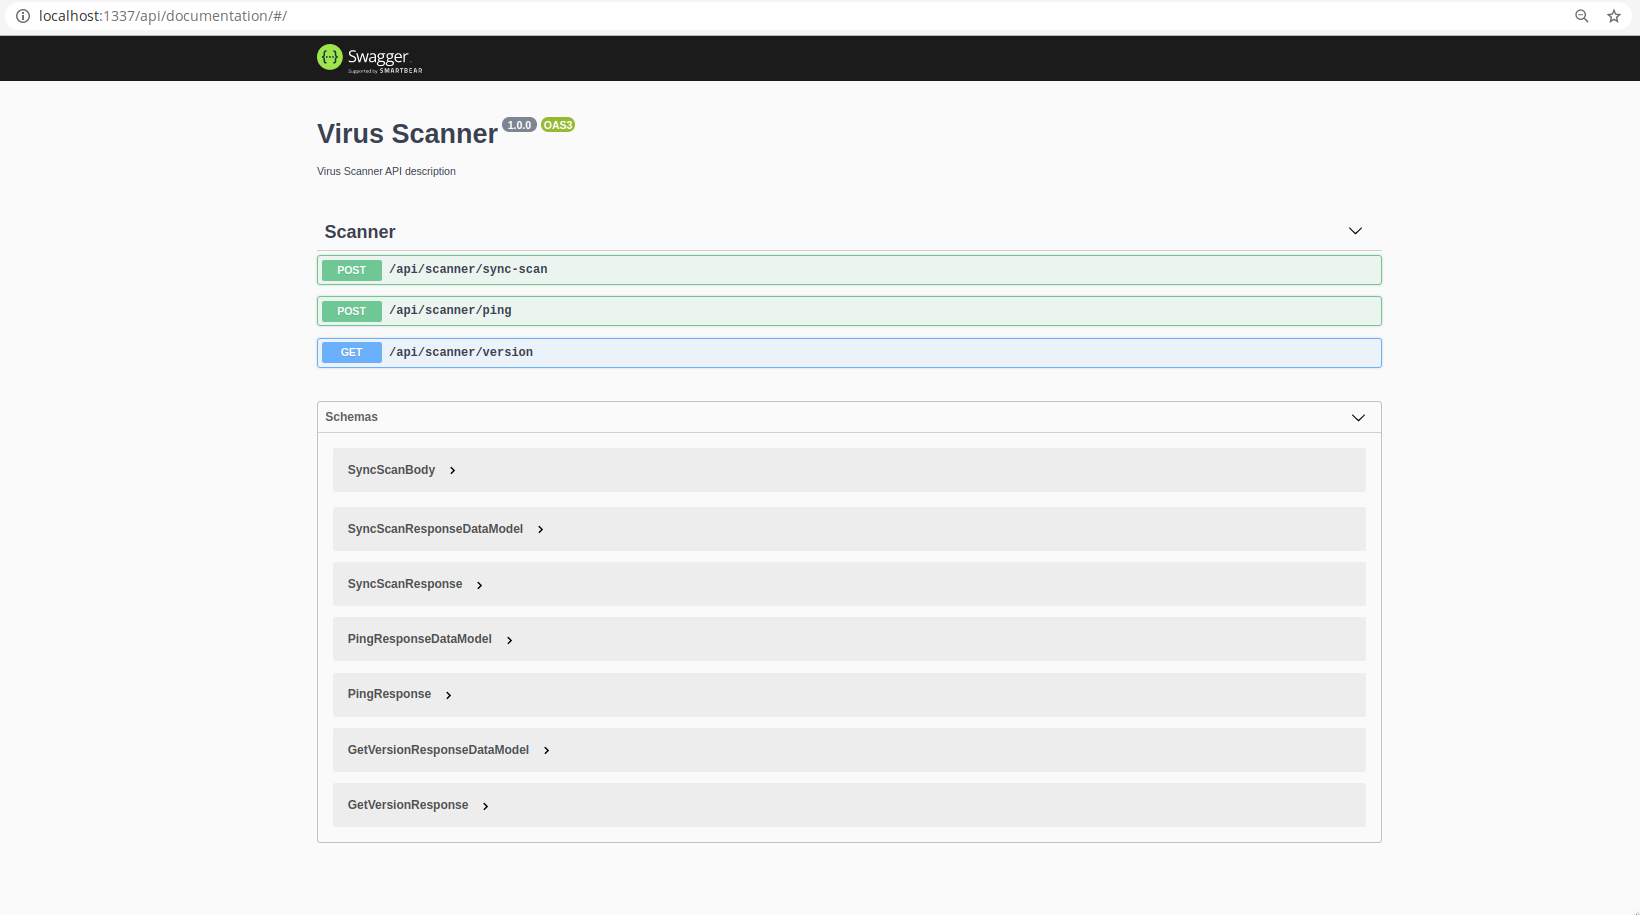 localhost:1337/api/documentation/#/
Swagger.
Supported by SMARTBEAR
Virus Scanner 1.0.0 OAS3
Virus Scanner API description
Scanner
POST /api/scanner/sync-scan
POST /api/scanner/ping
GET /api/scanner/version
Schemas
SyncScanBody
SyncScanResponseDataModel
SyncScanResponse
PingResponseDataModel
PingResponse
GetVersionResponseDataModel
GetVersionResponse